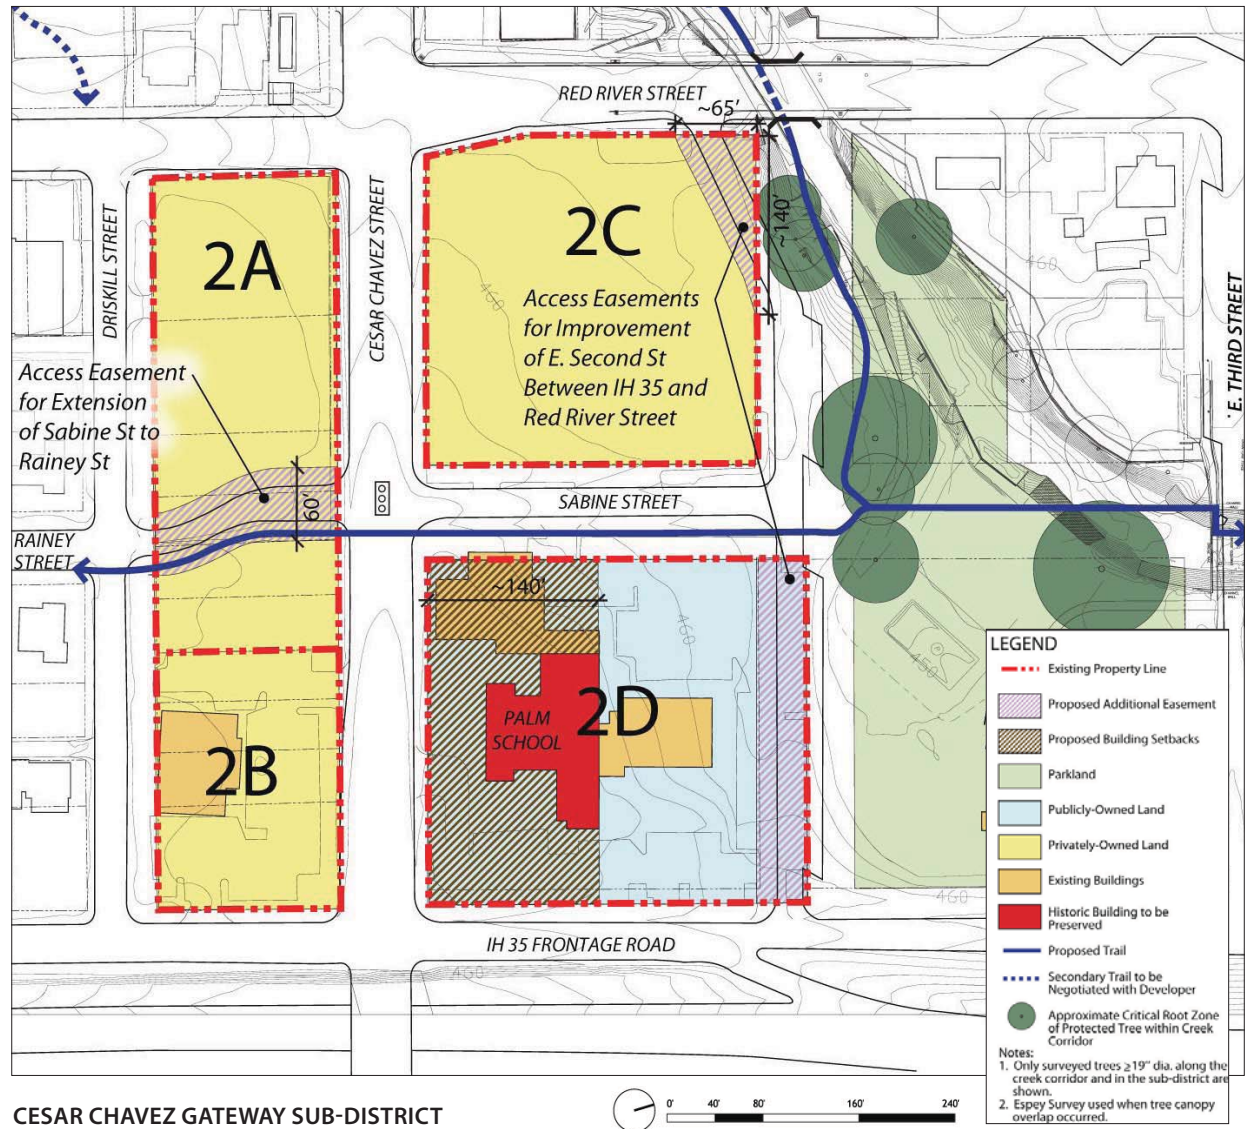 RED RIVER STREET
~65'
~140'
DRISKILL STREET
2A
CESAR CHAVEZ STREET
2C
460
460
E. THIRD STREET
Access Easements
for Improvement
of E. Second St
Between IH 35 and
Red River Street
Access Easement
for Extension
of Sabine St to
Rainey St
60'
SABINE STREET
RAINEY
STREET
~140'
460
450
PALM
SCHOOL
2D
2B
460
IH 35 FRONTAGE ROAD
460
LEGEND
Existing Property Line
Proposed Additional Easement
Proposed Building Setbacks
Parkland
Publicly-Owned Land
Privately-Owned Land
Existing Buildings
Historic Building to be
Preserved
Proposed Trail
Secondary Trail to be
Negotiated with Developer
Approximate Critical Root Zone
of Protected Tree within Creek
Corridor
Notes:
1. Only surveyed trees ≥19" dia. along the
creek corridor and in the sub-district are
shown.
2. Espey Survey used when tree canopy
overlap occurred.
CESAR CHAVEZ GATEWAY SUB-DISTRICT
0' 40' 80' 160' 240'